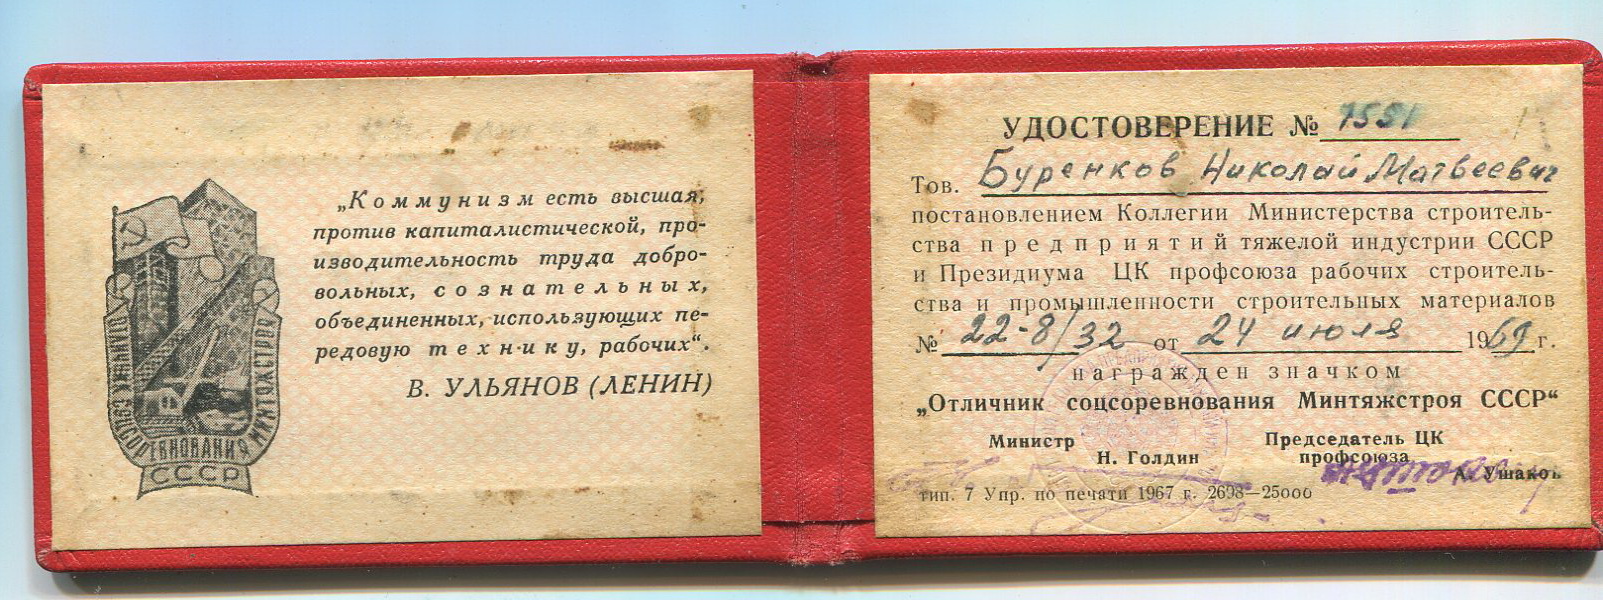 ОТЛИЧНИК СОЦСОРЕВНОВАНИЯ МИНТЯЖСТРОЯ
СССР
„Коммунизм есть высшая,
против капиталистической, про-
изводительность труда добро-
вольных, сознательных,
объединенных, использующих пе-
редовую технику, рабочих“.
В. УЛЬЯНОВ (ЛЕНИН)
УДОСТОВЕРЕНИЕ № 7551
Тов. Буренков Николай Матвеевич
постановлением Коллегии Министерства строитель-
ства предприятий тяжелой индустрии СССР
и Президиума ЦК профсоюза рабочих строитель-
ства и промышленности строительных материалов
№ 22-8/32 от 24 июля 1969 г.
награжден значком
„Отличник соцсоревнования Минтяжстроя СССР“
Министр
Н. Голдин
Председатель ЦК
профсоюза
А. Ушаков
тип. 7 Упр. по печати 1967 г. 2698—25000